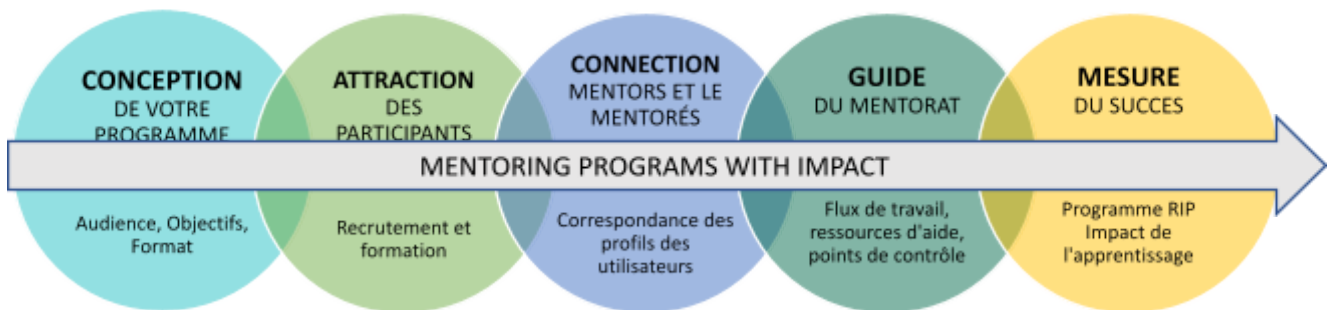 CONCEPTION
DE VOTRE
PROGRAMME
ATTRACTION
DES
PARTICIPANTS
CONNECTION
MENTORS ET LE
MENTORÉS
GUIDE
DU MENTORAT
MESURE
DU SUCCES
MENTORING PROGRAMS WITH IMPACT
Audience, Objectifs,
Format
Recrutement et
formation
Correspondance des
profils des
utilisateurs
Flux de travail,
ressources d'aide,
points de contrôle
Programme RIP
Impact de
l'apprentissage